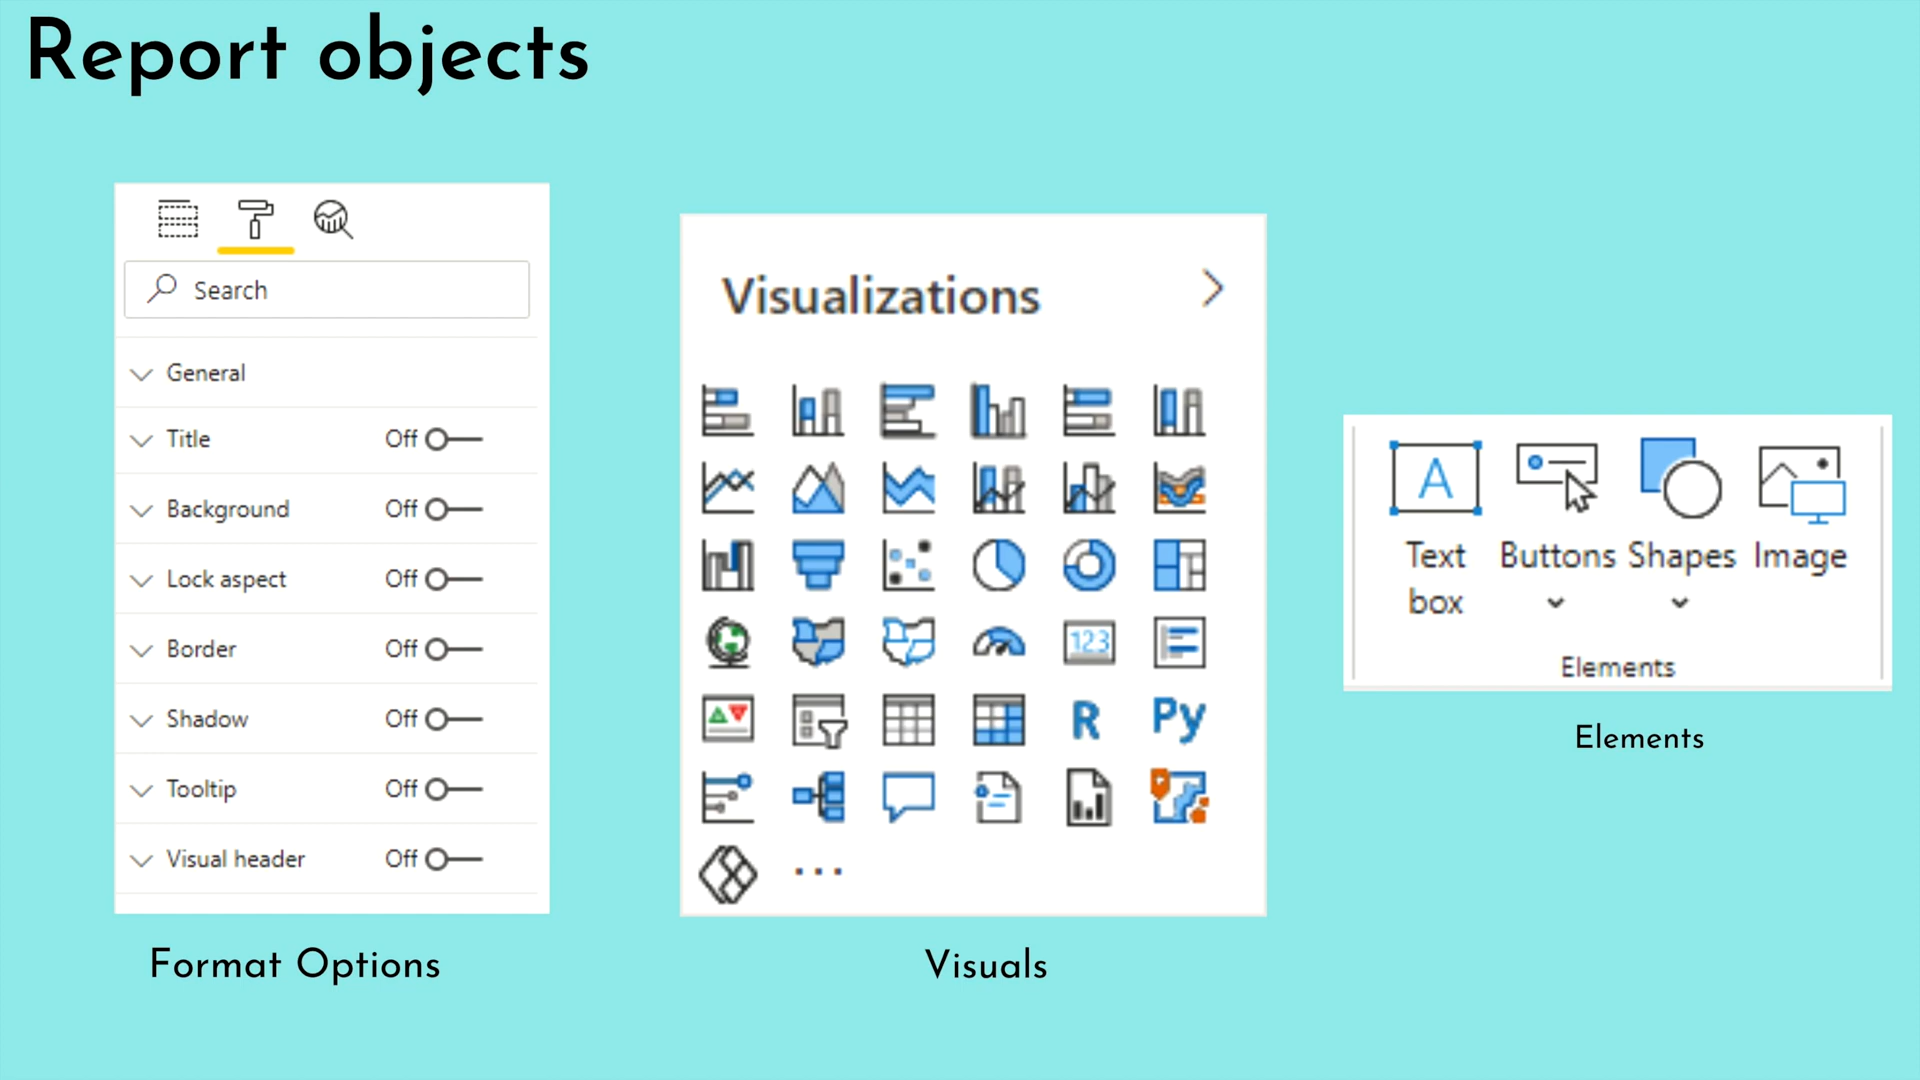 Report objects
Search
General
Title Off
Background Off
Lock aspect Off
Border Off
Shadow Off
Tooltip Off
Visual header Off
Format Options
Visualizations
123
R Py
Visuals
A
Text box
Buttons
Shapes
Image
Elements
Elements